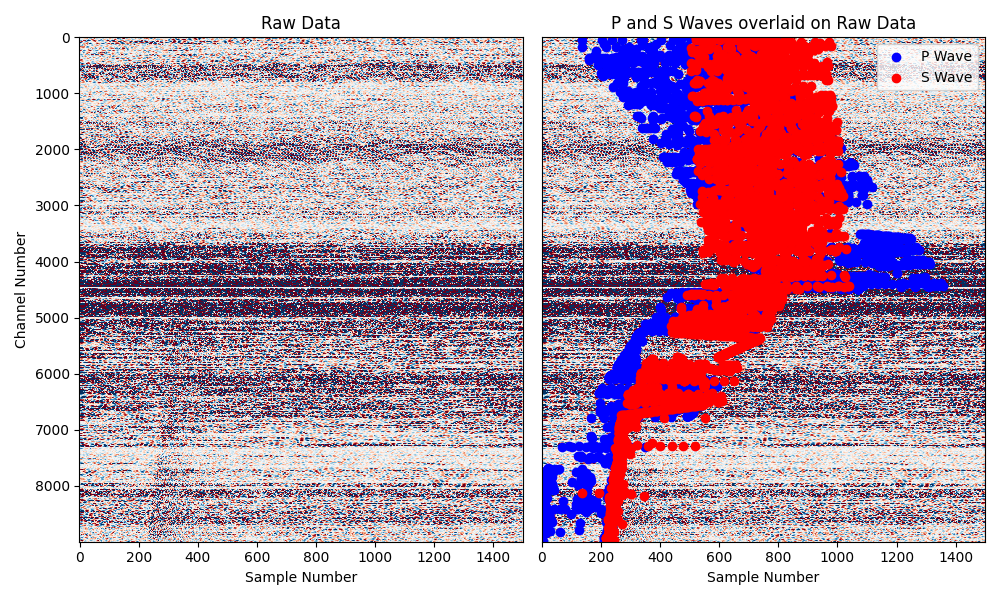 Raw Data
P and S Waves overlaid on Raw Data
Channel Number
0
1000
2000
3000
4000
5000
6000
7000
8000
0 200 400 600 800 1000 1200 1400
Sample Number
P Wave
S Wave
0 200 400 600 800 1000 1200 1400
Sample Number